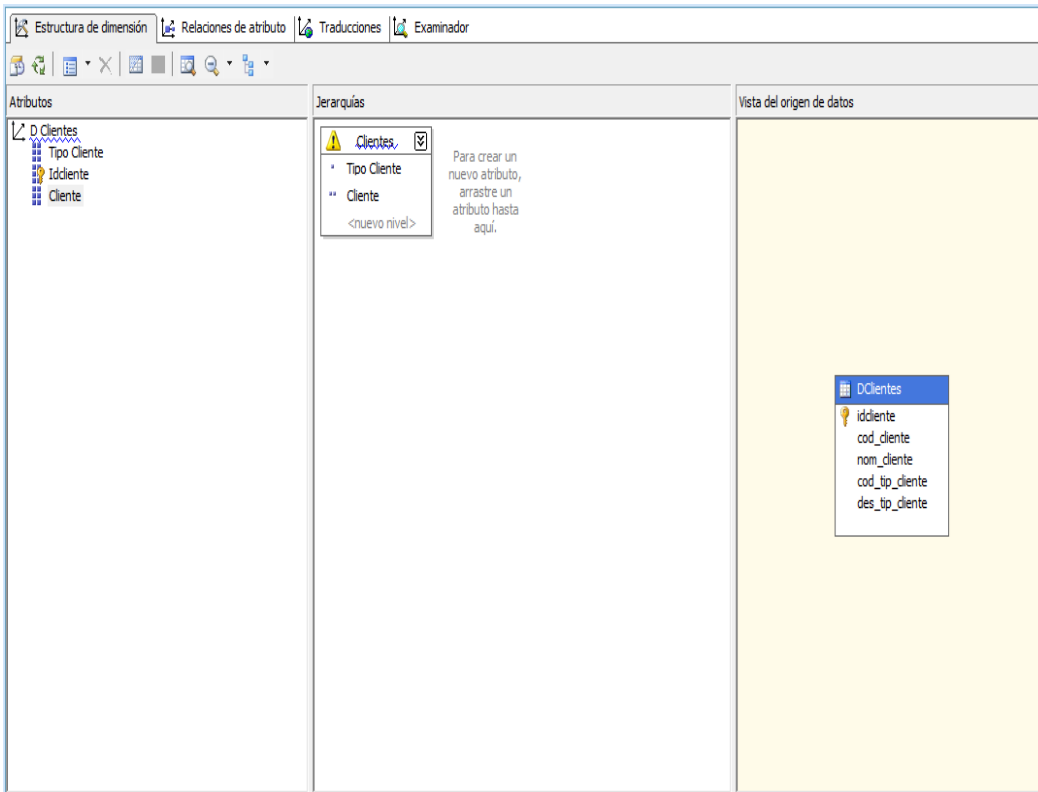 Estructura de dimensión
Relaciones de atributo
Traducciones
Examinador
Atributos
Jerarquías
Vista del origen de datos
D Clientes
Tipo Cliente
Idcliente
Cliente
Clientes
Tipo Cliente
Cliente
<nuevo nivel>
Para crear un
nuevo atributo,
arrastre un
atributo hasta
aquí.
DClientes
idcliente
cod_cliente
nom_cliente
cod_tip_cliente
des_tip_cliente